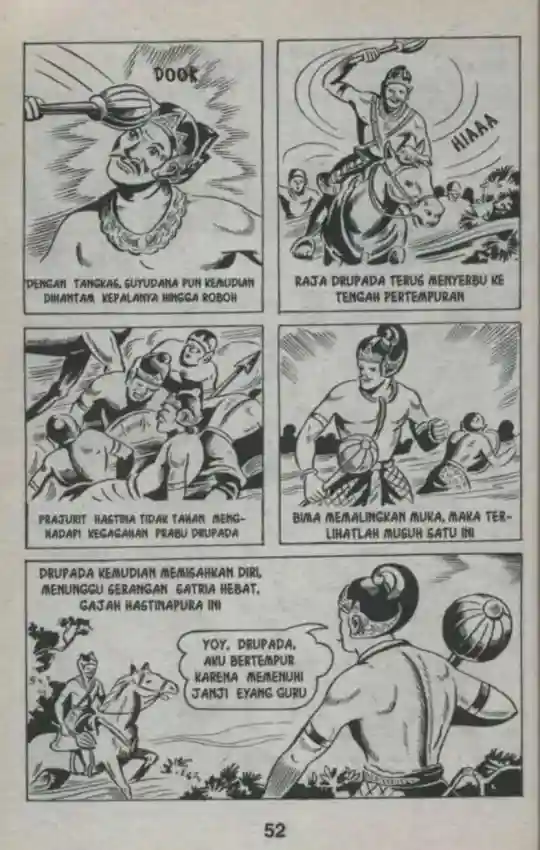 DOOK
DENGAN TANGKAS, SUYUDANA PUN KEMUDIAN
DIHANTAM KEPALANYA HINGGA ROBOH
HIAAA
RAJA DRUPADA TERUS MENYERBU KE
TENGAH PERTEMPURAN
PRAJURIT HASTINA TIDAK TAHAN MENG-
HADAPI KEGAGAHAN PRABU DRUPADA
BIMA MEMALINGKAN MUKA, MAKA TER-
LIHATLAH MUSUH SATU INI
DRUPADA KEMUDIAN MEMISAHKAN DIRI,
MENUNGGU SERANGAN SATRIA HEBAT,
GAJAH HASTINAPURA INI
YOY, DRUPADA,
AKU BERTEMPUR
KARENA MEMENUHI
JANJI EYANG GURU
52